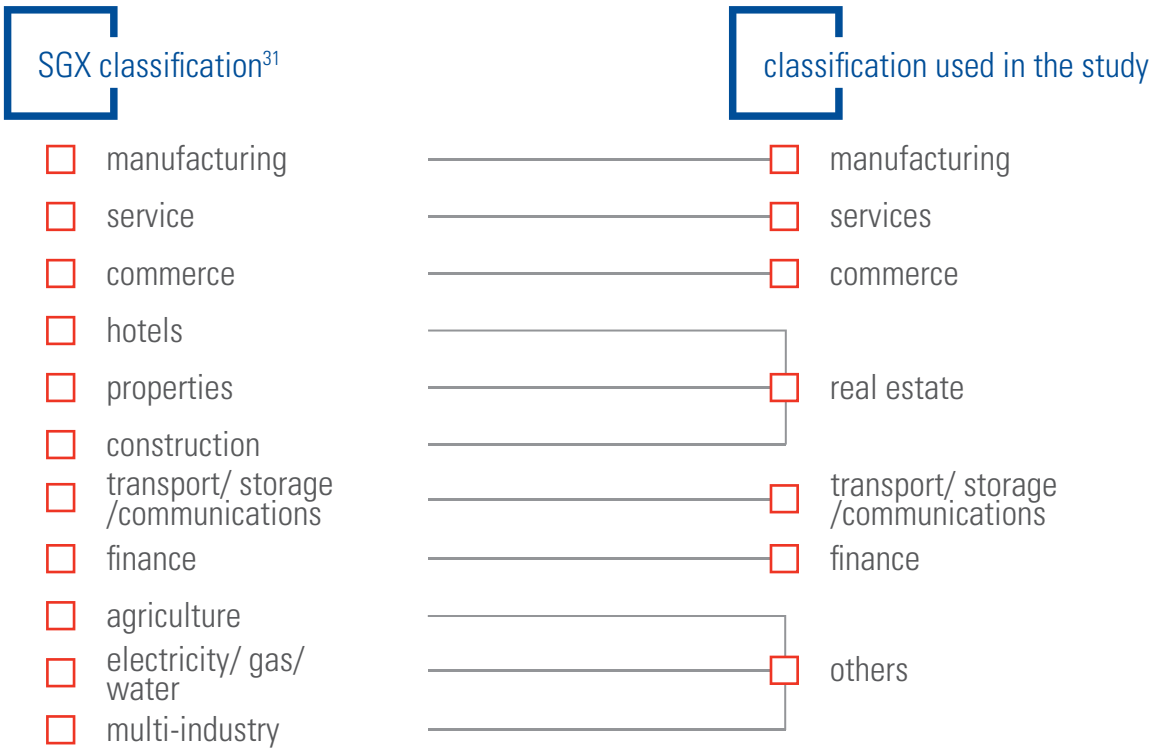 SGX classification31
classification used in the study
manufacturing
manufacturing
service
services
commerce
commerce
hotels
properties
real estate
construction
transport/ storage
/communications
transport/ storage
/communications
finance
finance
agriculture
electricity/ gas/
water
others
multi-industry